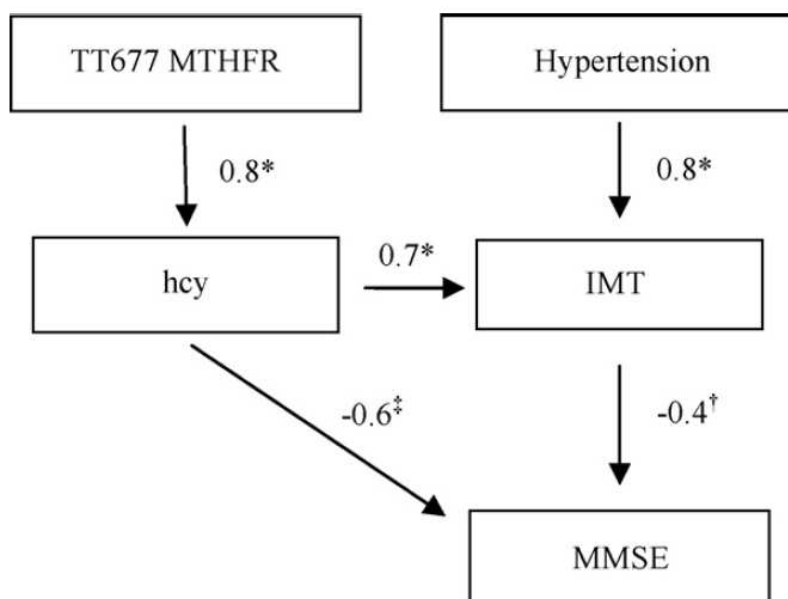 TT677 MTHFR
Hypertension
0.8*
0.8*
hcy
0.7*
IMT
-0.6‡
-0.4†
MMSE